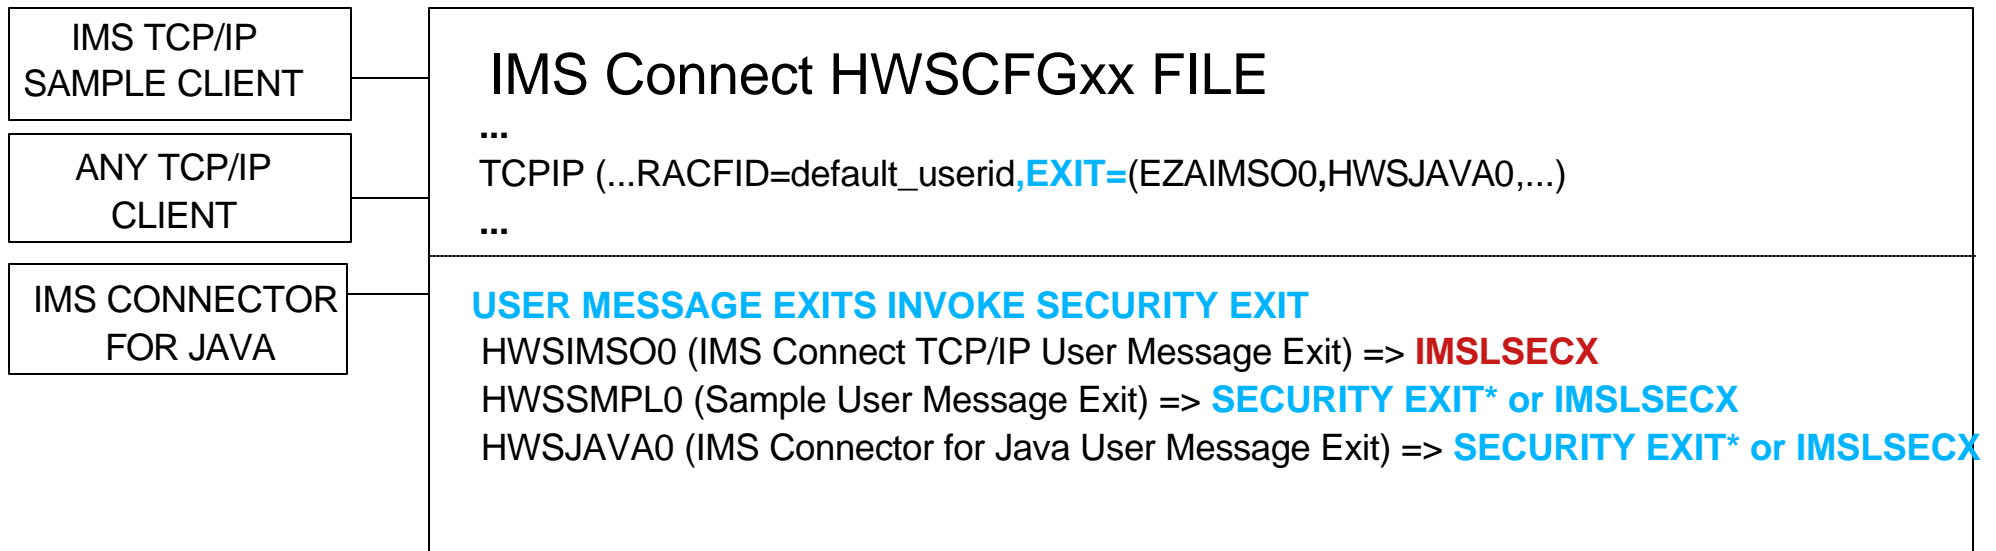 IMS TCP/IP
SAMPLE CLIENT
ANY TCP/IP
CLIENT
IMS CONNECTOR
FOR JAVA
IMS Connect HWSCFGxx FILE
...
TCPIP (...RACFID=default_userid,EXIT=(EZAIMSO0,HWSJAVA0,...)
...
USER MESSAGE EXITS INVOKE SECURITY EXIT
HWSIMSO0 (IMS Connect TCP/IP User Message Exit) => IMSLSECX
HWSSMPL0 (Sample User Message Exit) => SECURITY EXIT* or IMSLSECX
HWSJAVA0 (IMS Connector for Java User Message Exit) => SECURITY EXIT* or IMSLSECX